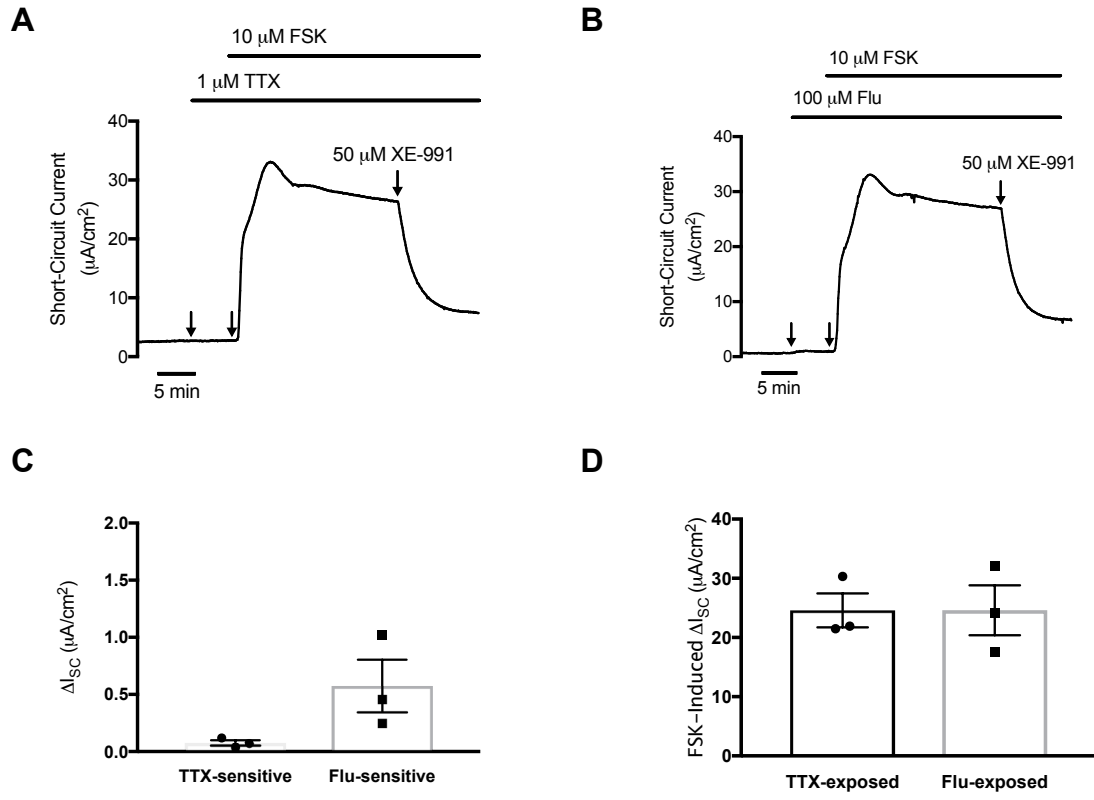 A
10 μM FSK
1 μM TTX
40
30
20
10
0
Short-Circuit Current
(μA/cm²)
50 μM XE-991
5 min
B
10 μM FSK
100 μM Flu
40
30
20
10
0
Short-Circuit Current
(μA/cm²)
50 μM XE-991
5 min
C
2.0
1.5
1.0
0.5
0.0
ΔI_SC (μA/cm²)
TTX-sensitive Flu-sensitive
D
40
30
20
10
0
FSK-Induced ΔI_SC (μA/cm²)
TTX-exposed Flu-exposed